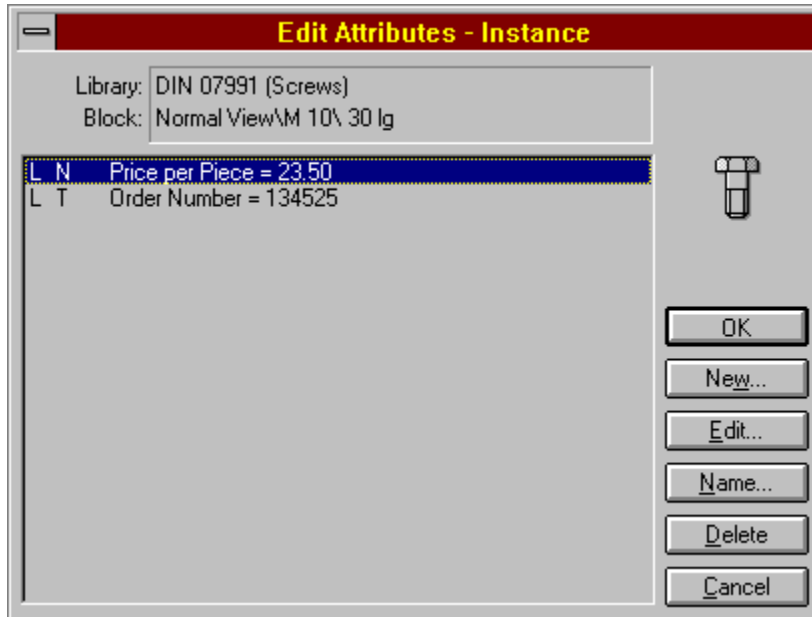 Edit Attributes - Instance
Library: DIN 07991 (Screws)
Block: Normal View\M 10\ 30 lg
L N Price per Piece = 23.50
L T Order Number = 134525
OK
New...
Edit...
Name...
Delete
Cancel